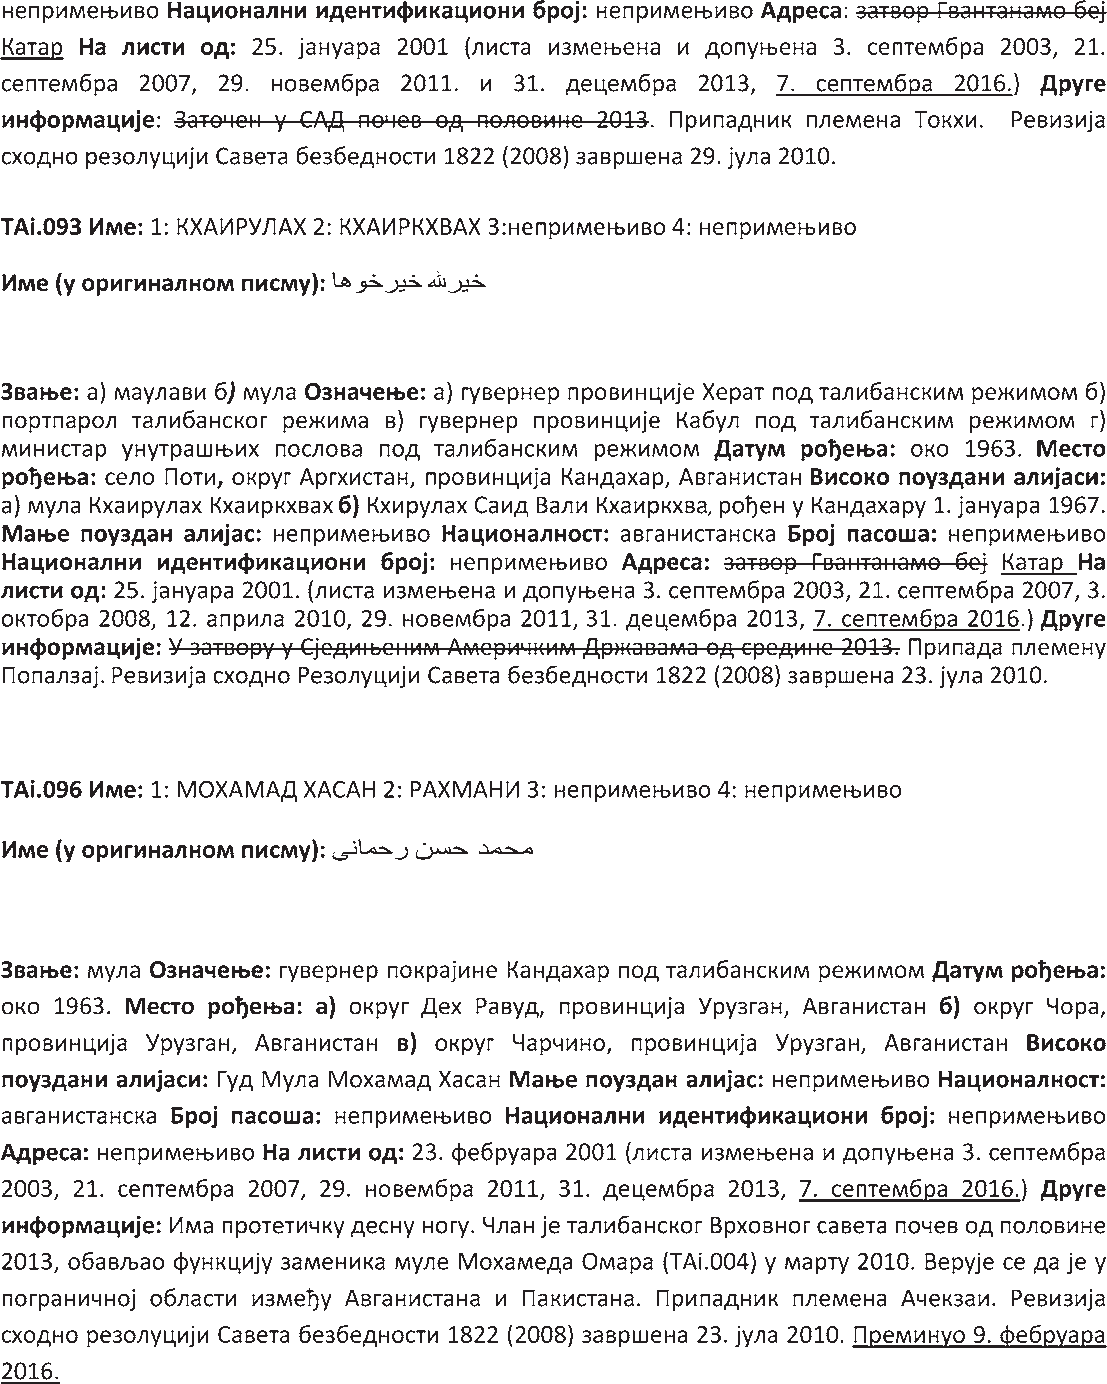 непримењиво Национални идентификациони број: непримењиво Адреса: затвор Гвантанамо беј
Катар На листи од: 25. јануара 2001 (листа измењена и допуњена 3. септембра 2003, 21.
септембра 2007, 29. новембра 2011. и 31. децембра 2013, 7. септембра 2016.) Друге
информације: Заточен у САД почев од половине 2013. Припадник племена Токхи. Ревизија
сходно резолуцији Савета безбедности 1822 (2008) завршена 29. јула 2010.
TAi.093 Име: 1: КХАИРУЛАХ 2: КХАИРКХВАХ 3:непримењиво 4: непримењиво
Име (у оригиналном писму): خيرالله خيرخوها
Звање: а) маулави б) мула Означење: а) гувернер провинције Херат под талибанским режимом б)
портпарол талибанског режима в) гувернер провинције Кабул под талибанским режимом г)
министар унутрашњих послова под талибанским режимом Датум рођења: око 1963. Место
рођења: село Поти, округ Аргхистан, провинција Кандахар, Авганистан Високо поуздани алијаси:
а) мула Кхаирулах Кхаиркхвах б) Кхирулах Саид Вали Кхаиркхва, рођен у Кандахару 1. јануара 1967.
Мање поуздан алијас: непримењиво Националност: авганистанска Број пасоша: непримењиво
Национални идентификациони број: непримењиво Адреса: затвор Гвантанамо беј Катар На
листи од: 25. јануара 2001. (листа измењена и допуњена 3. септембра 2003, 21. септембра 2007, 3.
октобра 2008, 12. априла 2010, 29. новембра 2011, 31. децембра 2013, 7. септембра 2016.) Друге
информације: У затвору у Сједињеним Америчким Државама од средине 2013. Припада племену
Попалзај. Ревизија сходно Резолуцији Савета безбедности 1822 (2008) завршена 23. јула 2010.
TAi.096 Име: 1: МОХАМАД ХАСАН 2: РАХМАНИ 3: непримењиво 4: непримењиво
Име (у оригиналном писму): محمد حسن رحمانی
Звање: мула Означење: гувернер покрајине Кандахар под талибанским режимом Датум рођења:
око 1963. Место рођења: а) округ Дех Равуд, провинција Урузган, Авганистан б) округ Чора,
провинција Урузган, Авганистан в) округ Чарчино, провинција Урузган, Авганистан Високо
поуздани алијаси: Гуд Мула Мохамад Хасан Мање поуздан алијас: непримењиво Националност:
авганистанска Број пасоша: непримењиво Национални идентификациони број: непримењиво
Адреса: непримењиво На листи од: 23. фебруара 2001 (листа измењена и допуњена 3. септембра
2003, 21. септембра 2007, 29. новембра 2011, 31. децембра 2013, 7. септембра 2016.) Друге
информације: Има протетичку десну ногу. Члан је талибанског Врховног савета почев од половине
2013, обављао функцију заменика муле Мохамеда Омара (TAi.004) у марту 2010. Верује се да је у
пограничној области између Авганистана и Пакистана. Припадник племена Ачекзаи. Ревизија
сходно резолуцији Савета безбедности 1822 (2008) завршена 23. јула 2010. Преминуо 9. фебруара
2016.